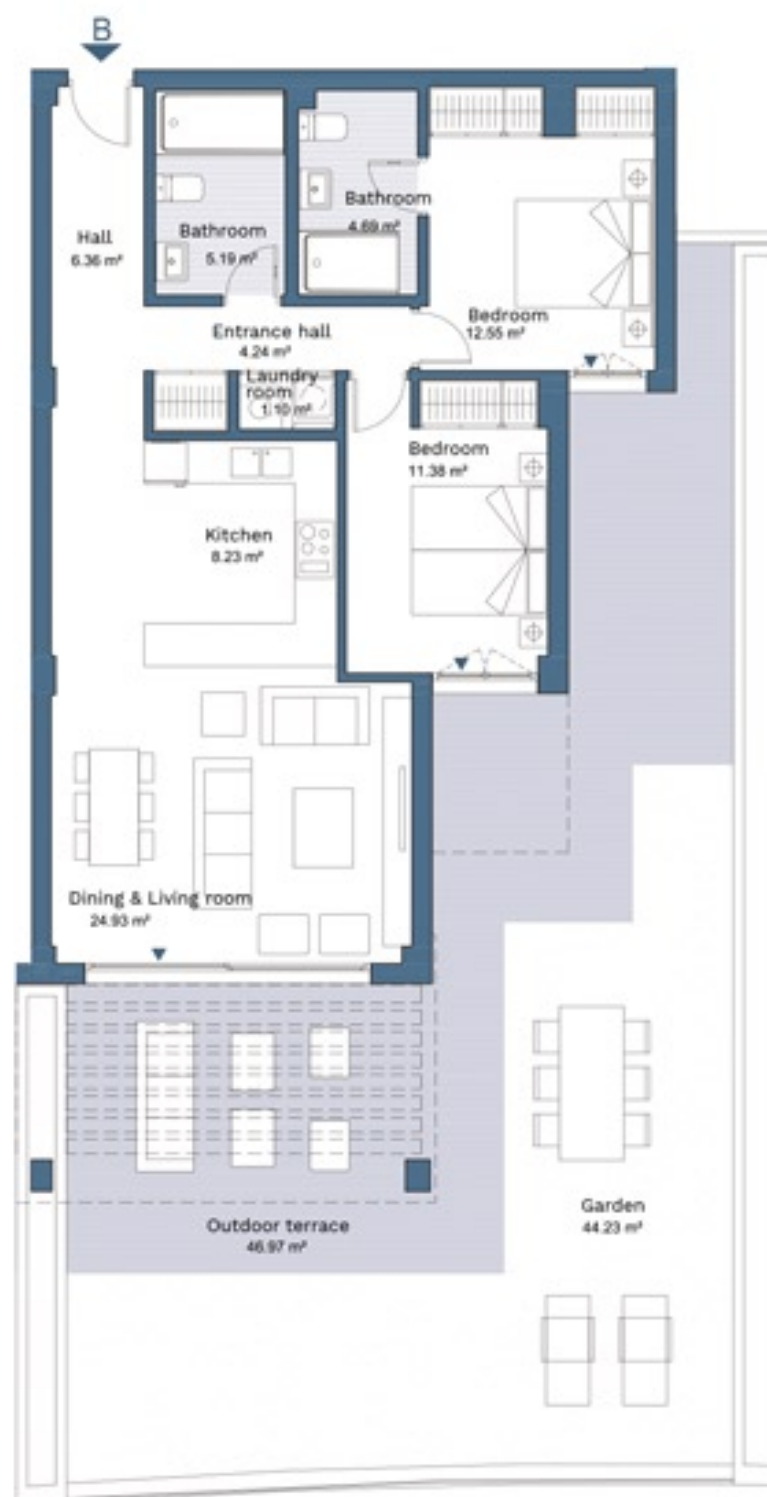 B
Hall
6.36 m²
Bathroom
5.19 m²
Bathroom
4.69 m²
Bedroom
12.55 m²
Entrance hall
4.24 m²
Laundry
room
1.10 m²
Bedroom
11.38 m²
Kitchen
8.23 m²
Dining & Living room
24.93 m²
Garden
44.23 m²
Outdoor terrace
46.97 m²